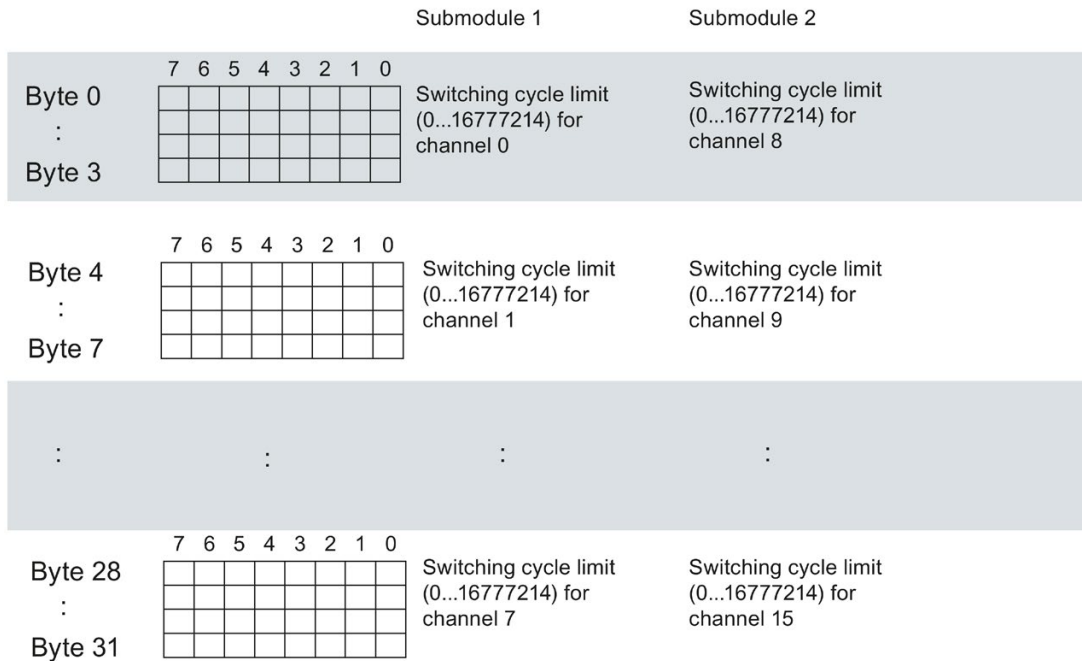 Submodule 1 Submodule 2
7 6 5 4 3 2 1 0
Byte 0
:
Byte 3
Switching cycle limit
(0...16777214) for
channel 0
Switching cycle limit
(0...16777214) for
channel 8
7 6 5 4 3 2 1 0
Byte 4
:
Byte 7
Switching cycle limit
(0...16777214) for
channel 1
Switching cycle limit
(0...16777214) for
channel 9
: : : :
7 6 5 4 3 2 1 0
Byte 28
:
Byte 31
Switching cycle limit
(0...16777214) for
channel 7
Switching cycle limit
(0...16777214) for
channel 15